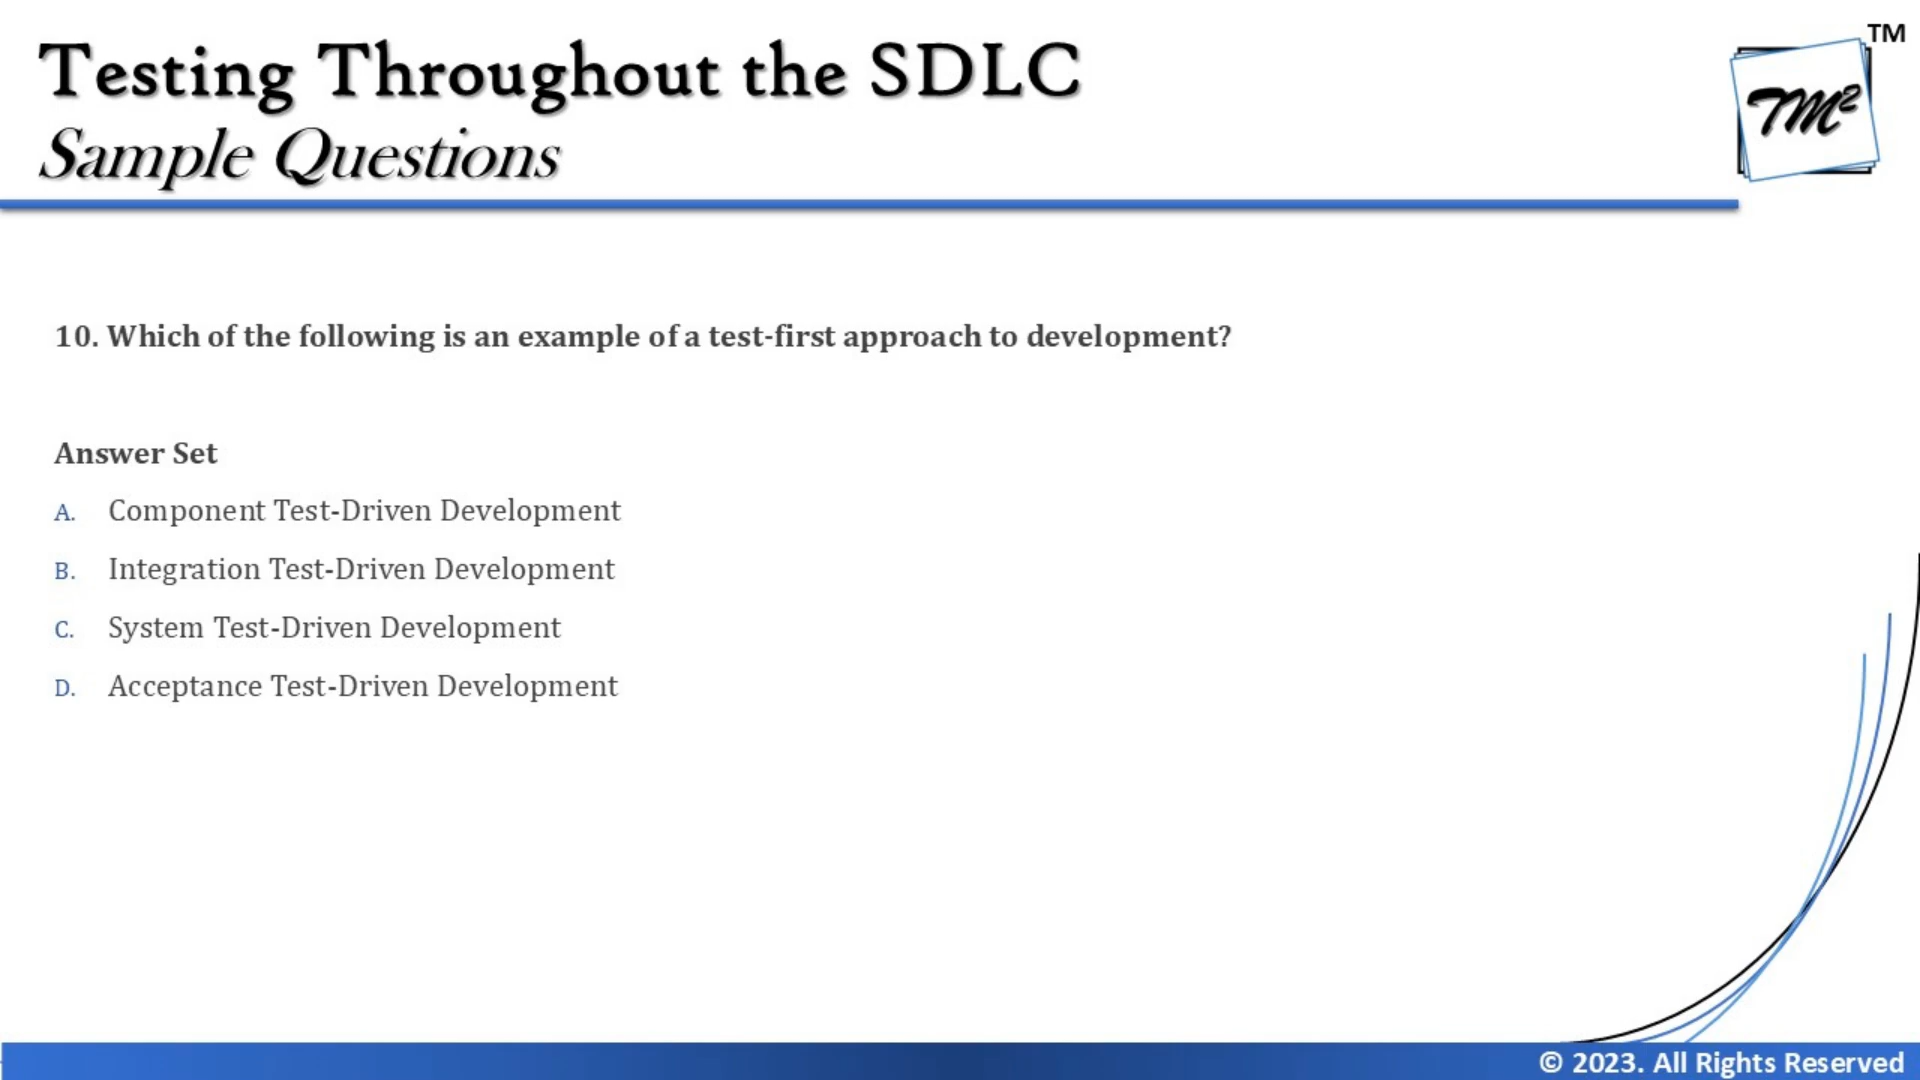 Testing Throughout the SDLC
Sample Questions
TM
TM²
10. Which of the following is an example of a test-first approach to development?
Answer Set
A. Component Test-Driven Development
B. Integration Test-Driven Development
C. System Test-Driven Development
D. Acceptance Test-Driven Development
© 2023. All Rights Reserved